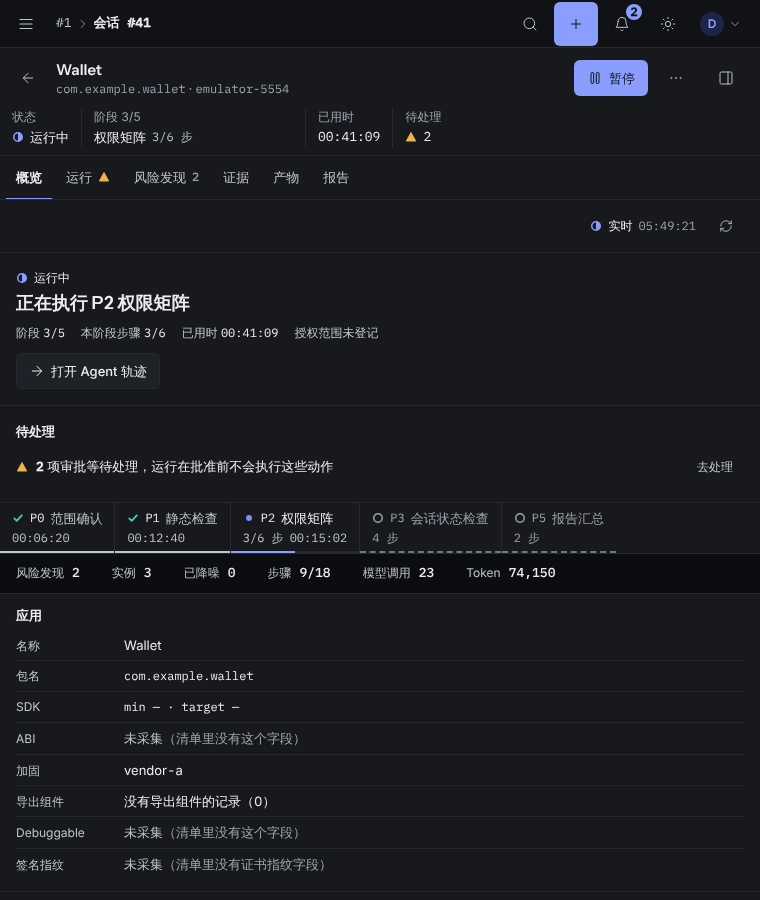 #1 会话 #41
2
D
Wallet
com.example.wallet · emulator-5554
暂停
状态 阶段 3/5 已用时 待处理
运行中 权限矩阵 3/6 步 00:41:09 2
概览 运行 风险发现 2 证据 产物 报告
实时 05:49:21
运行中
正在执行 P2 权限矩阵
阶段 3/5 本阶段步骤 3/6 已用时 00:41:09 授权范围未登记
打开 Agent 轨迹
待处理
2 项审批等待处理，运行在批准前不会执行这些动作 去处理
P0 范围确认 P1 静态检查 P2 权限矩阵 P3 会话状态检查 P5 报告汇总
00:06:20 00:12:40 3/6 步 00:15:02 4 步 2 步
风险发现 2 实例 3 已降噪 0 步骤 9/18 模型调用 23 Token 74,150
应用
名称 Wallet
包名 com.example.wallet
SDK min — · target —
ABI 未采集（清单里没有这个字段）
加固 vendor-a
导出组件 没有导出组件的记录（0）
Debuggable 未采集（清单里没有这个字段）
签名指纹 未采集（清单里没有证书指纹字段）